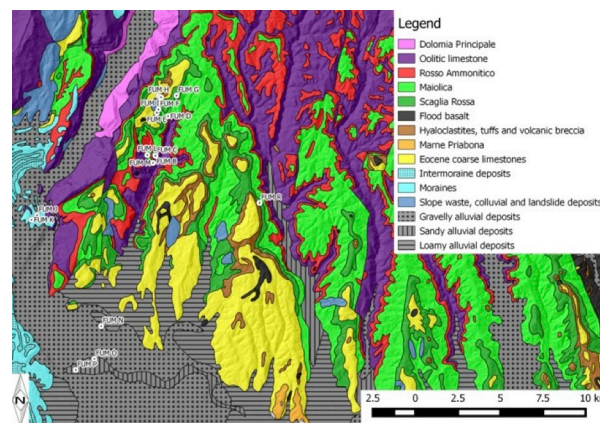 Legend
Dolomia Principale
Oolitic limestone
Rosso Ammonitico
Maiolica
Scaglia Rossa
Flood basalt
Hyaloclastites, tuffs and volcanic breccia
Marne Priabona
Eocene coarse limestones
Intermoraine deposits
Moraines
Slope waste, colluvial and landslide deposits
Gravelly alluvial deposits
Sandy alluvial deposits
Loamy alluvial deposits
FUM H
FUM G
FUM F
FUM D
FUM C
FUM B
FUM A
FUM K
FUM N
FUM O
FUM P
N
2.5 0 2.5 5 7.5 10 km